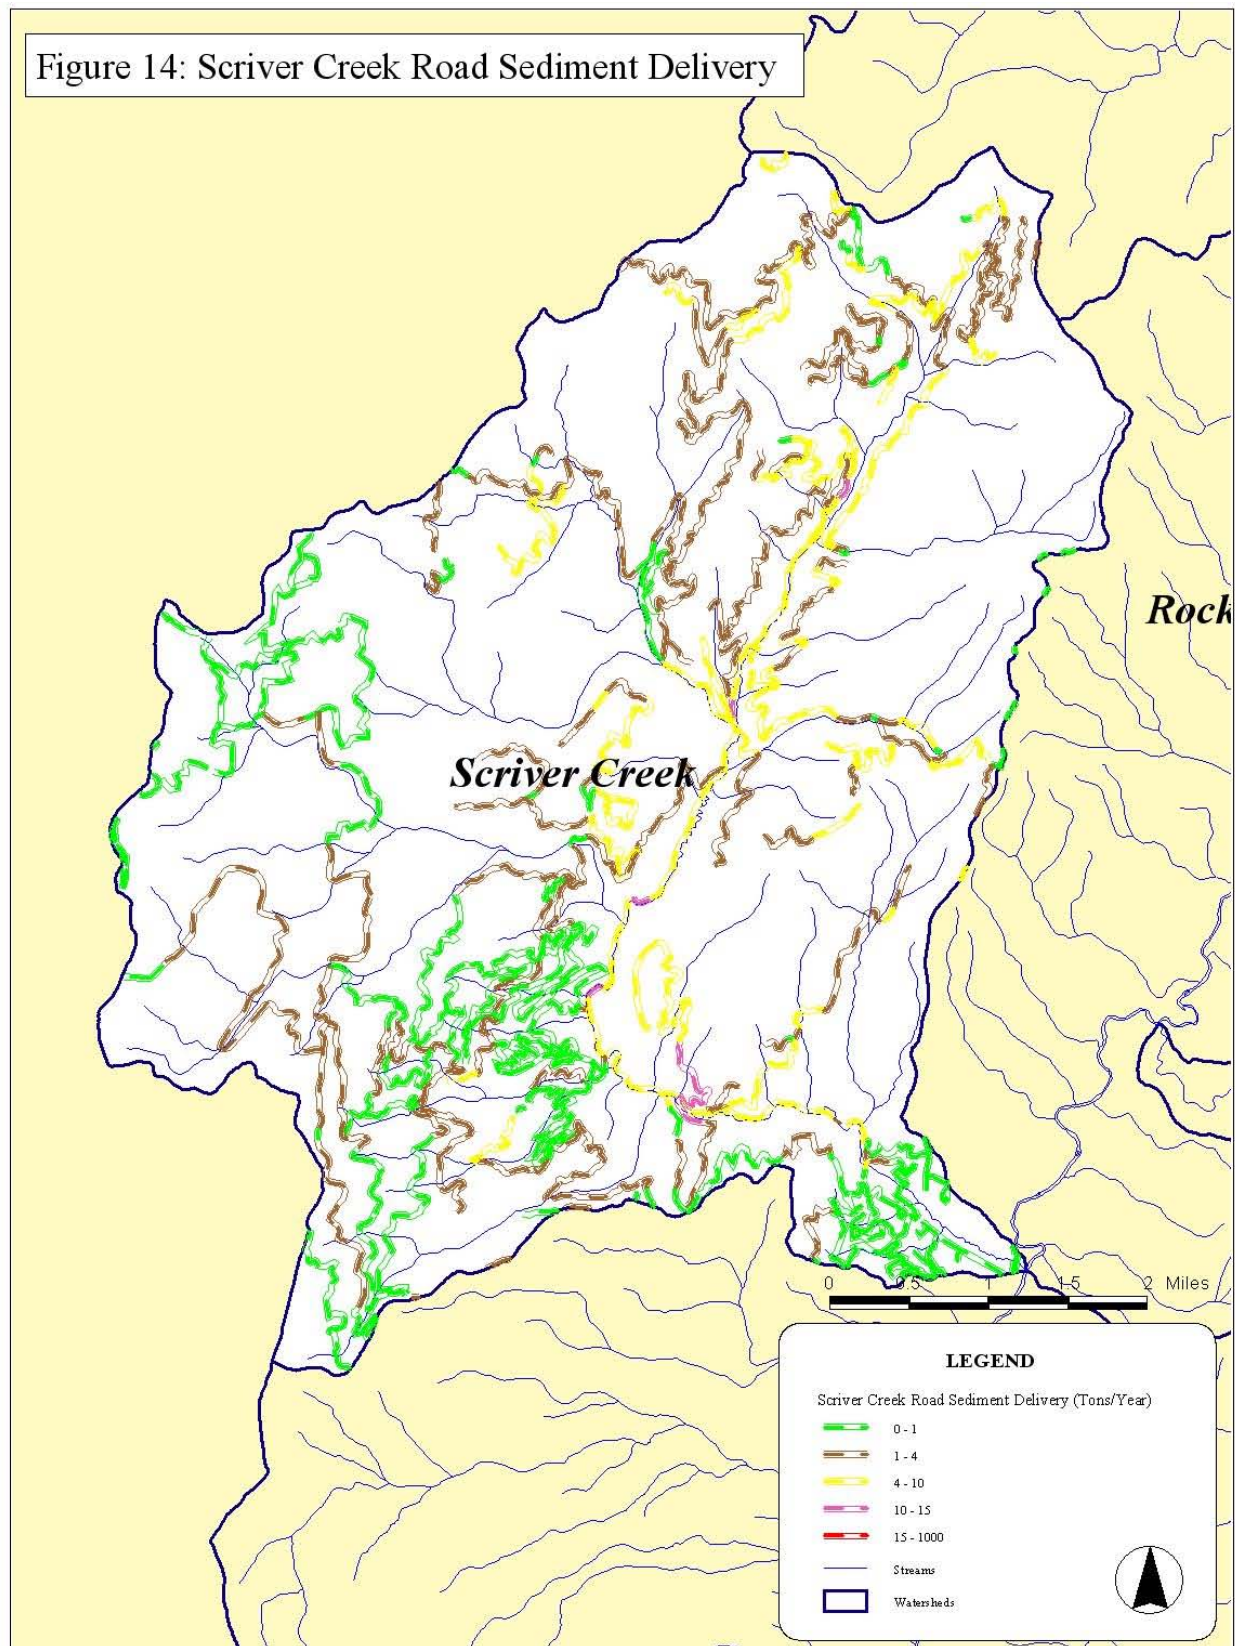 Figure 14: Scriver Creek Road Sediment Delivery
Rock
Scriver Creek
0 0.5 1 1.5 2 Miles
LEGEND
Scriver Creek Road Sediment Delivery (Tons/Year)
0 - 1
1 - 4
4 - 10
10 - 15
15 - 1000
Streams
Watersheds